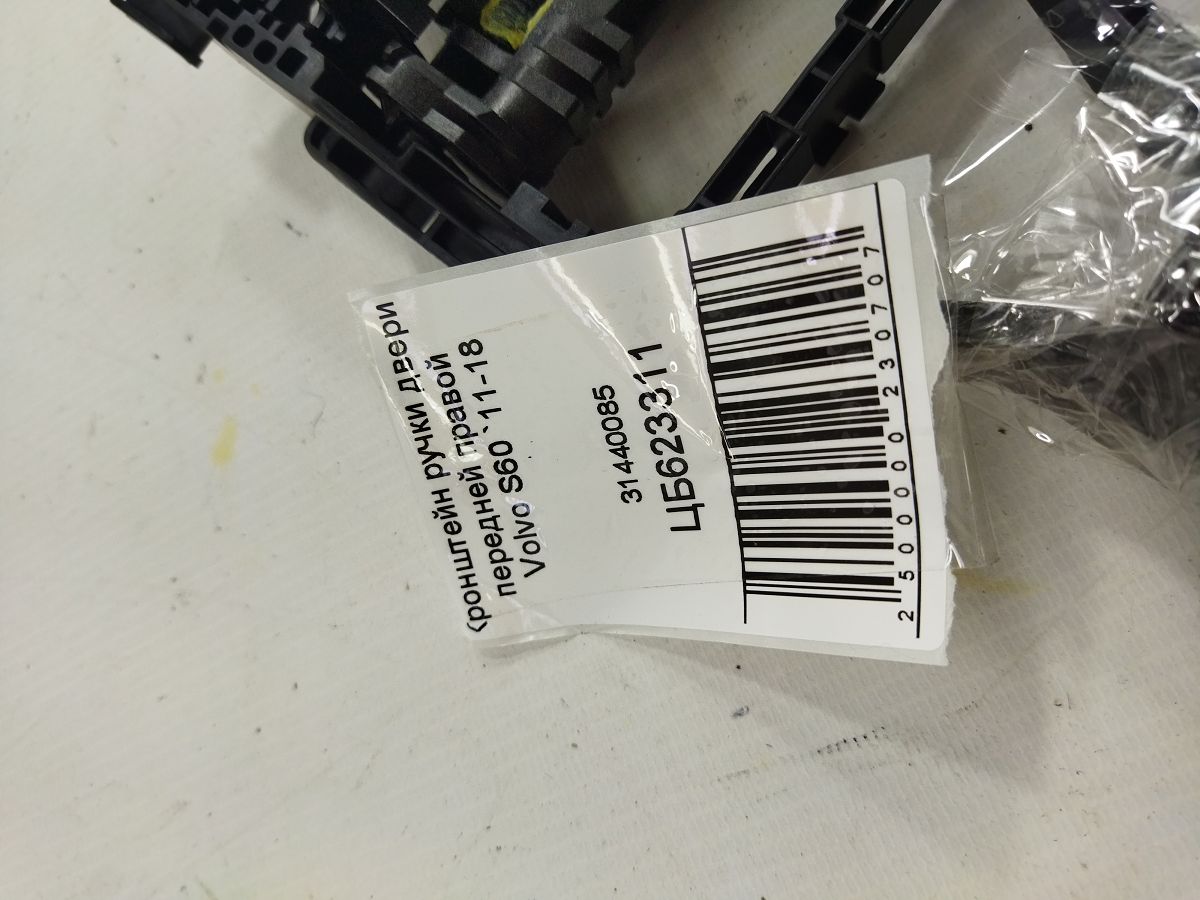 Кронштейн ручки двери
передней правой
Volvo S60 `11-18
31440085
ЦБ623311
2500000230707